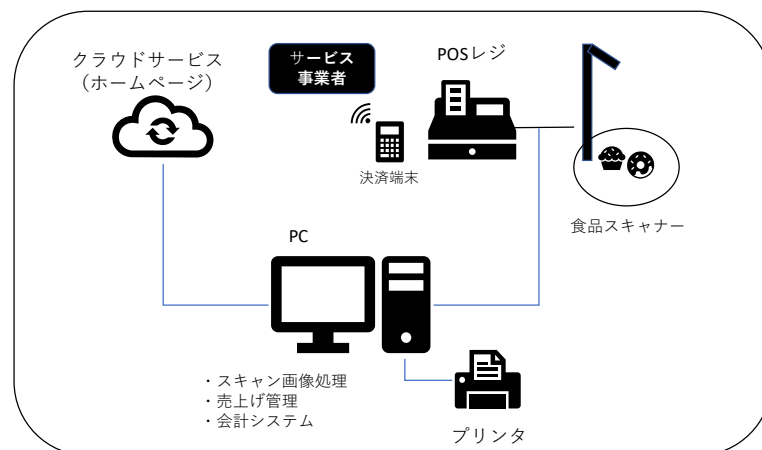 クラウドサービス
（ホームページ）
サービス
事業者
POSレジ
決済端末
食品スキャナー
PC
・スキャン画像処理
・売上げ管理
・会計システム
プリンタ